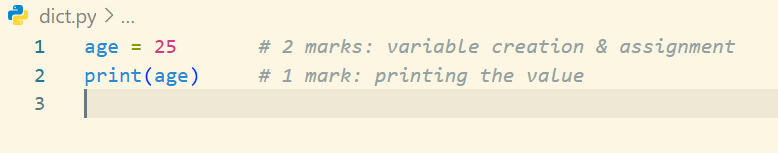 dict.py > ...
1 age = 25 # 2 marks: variable creation & assignment
2 print(age) # 1 mark: printing the value
3